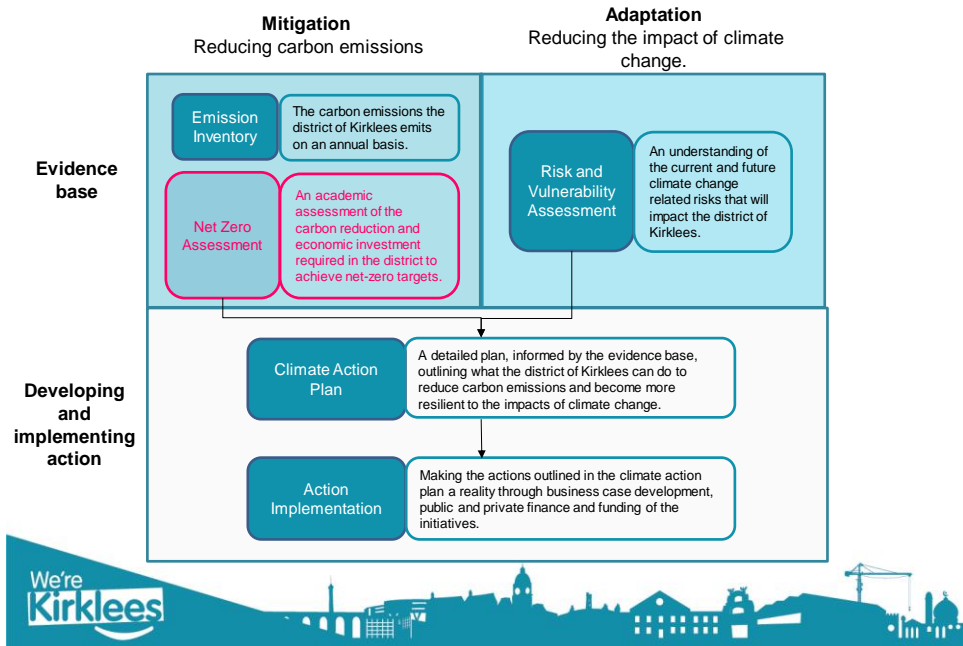 Mitigation
Reducing carbon emissions
Adaptation
Reducing the impact of climate
change.
Evidence
base
Emission
Inventory
The carbon emissions the
district of Kirklees emits
on an annual basis.
Net Zero
Assessment
An academic
assessment of the
carbon reduction and
economic investment
required in the district to
achieve net-zero targets.
Risk and
Vulnerability
Assessment
An understanding of
the current and future
climate change
related risks that will
impact the district of
Kirklees.
Developing
and
implementing
action
Climate Action
Plan
A detailed plan, informed by the evidence base,
outlining what the district of Kirklees can do to
reduce carbon emissions and become more
resilient to the impacts of climate change.
Action
Implementation
Making the actions outlined in the climate action
plan a reality through business case development,
public and private finance and funding of the
initiatives.
We're
Kirklees